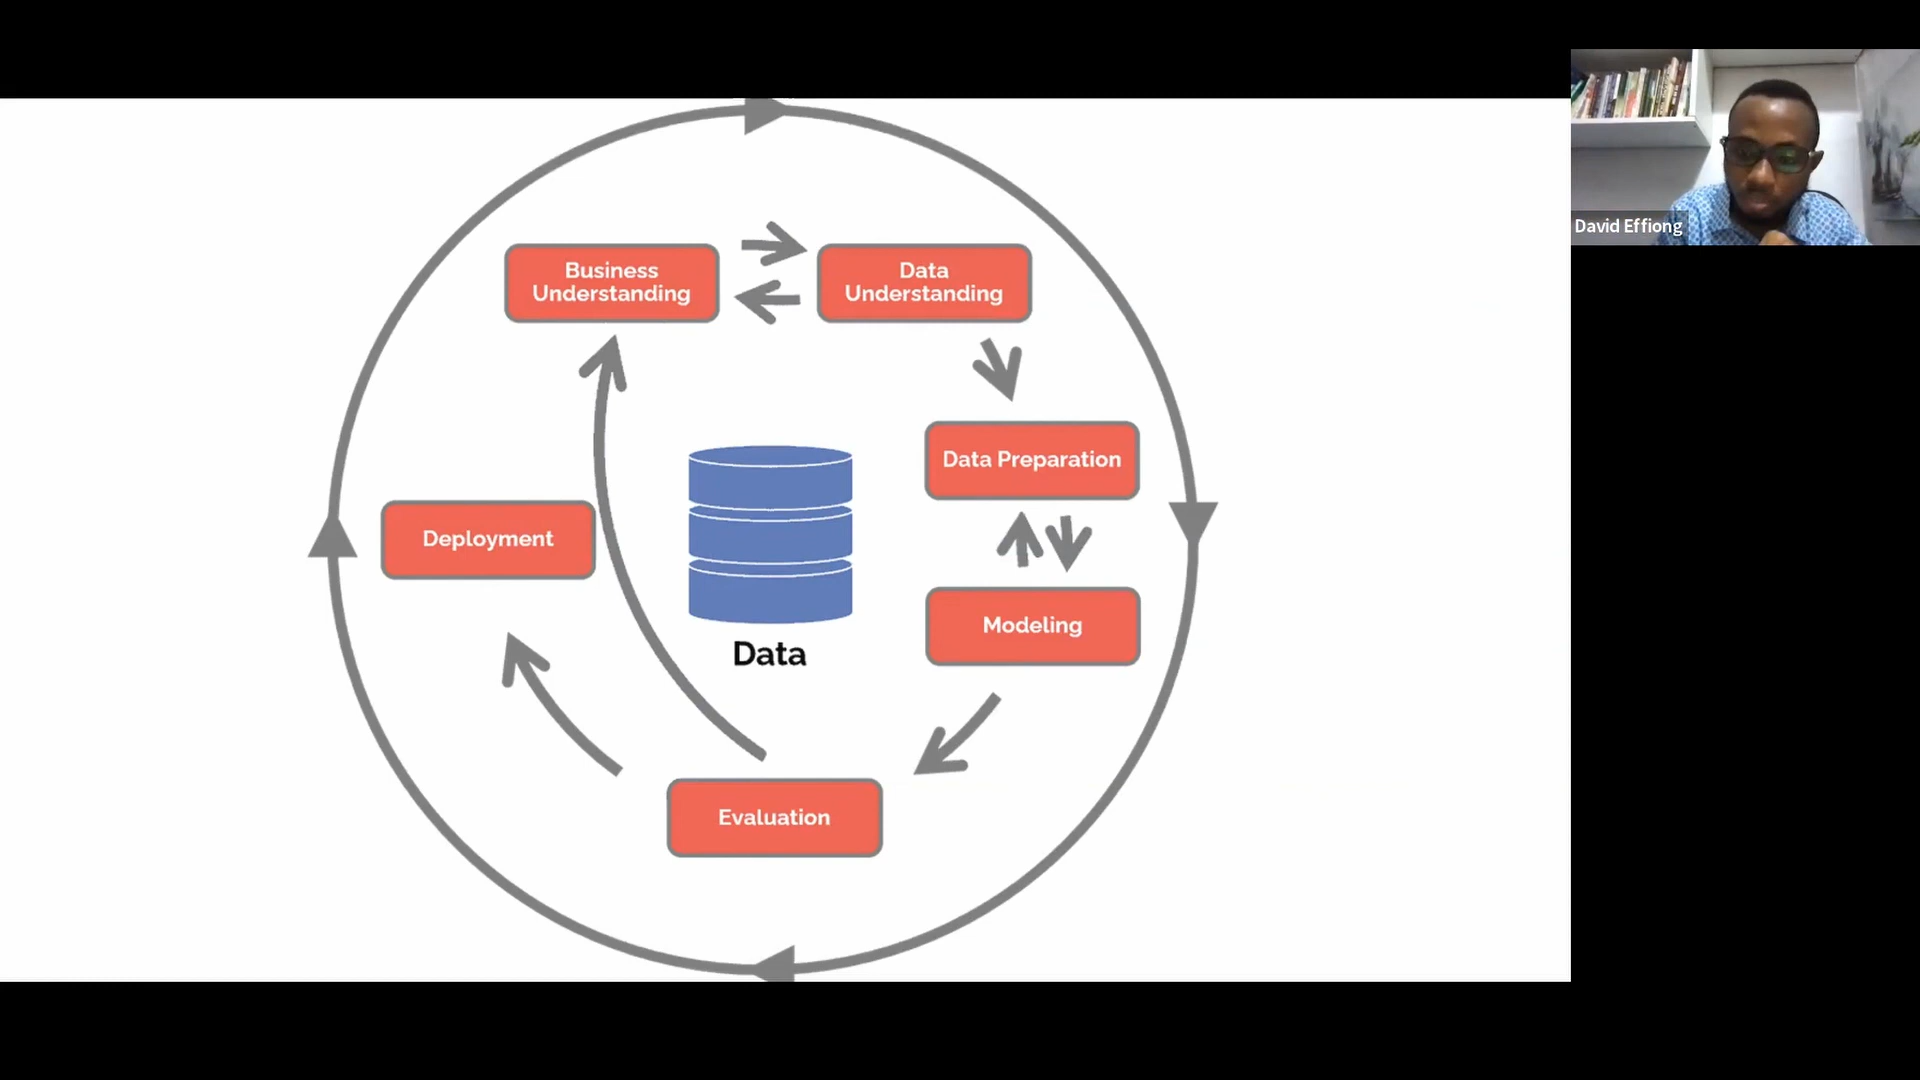 Business
Understanding
Data
Understanding
Data Preparation
Deployment
Modeling
Data
Evaluation
David Effiong